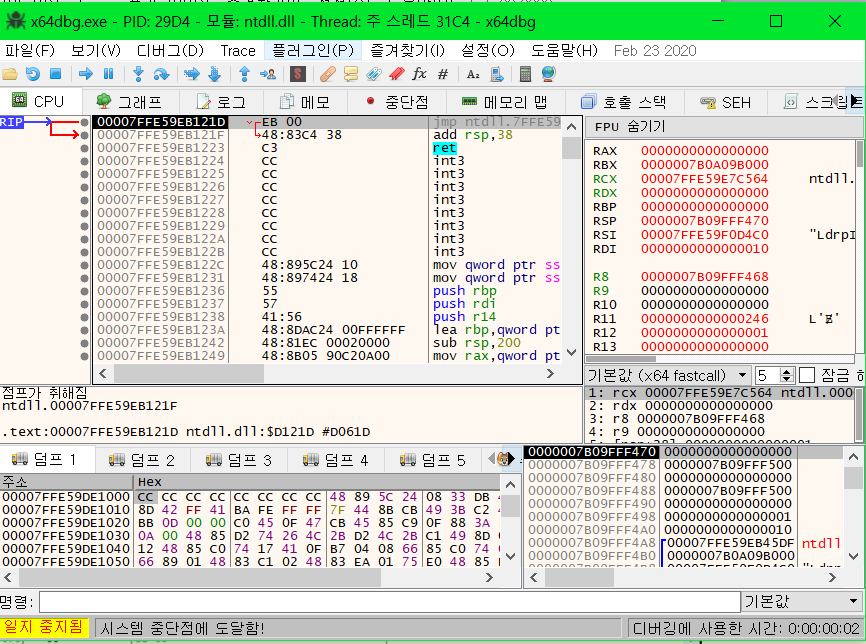 x64dbg.exe - PID: 29D4 - 모듈: ntdll.dll - Thread: 주 스레드 31C4 - x64dbg
파일(F) 보기(V) 디버그(D) Trace 플러그인(P) 즐겨찾기(I) 설정(O) 도움말(H) Feb 23 2020
CPU 그래프 로그 메모 중단점 메모리 맵 호출 스택 SEH 스크립
RIP
00007FFE59EB121D EB 00 jmp ntdll.7FFE59
00007FFE59EB121F 48:83C4 38 add rsp,38
00007FFE59EB1223 C3 ret
00007FFE59EB1224 CC int3
00007FFE59EB1225 CC int3
00007FFE59EB1226 CC int3
00007FFE59EB1227 CC int3
00007FFE59EB1228 CC int3
00007FFE59EB1229 CC int3
00007FFE59EB122A CC int3
00007FFE59EB122B CC int3
00007FFE59EB122C 48:895C24 10 mov qword ptr ss
00007FFE59EB1231 48:897424 18 mov qword ptr ss
00007FFE59EB1236 55 push rbp
00007FFE59EB1237 57 push rdi
00007FFE59EB1238 41:56 push r14
00007FFE59EB123A 48:8DAC24 00FFFFFF lea rbp,qword pt
00007FFE59EB1242 48:81EC 00020000 sub rsp,200
00007FFE59EB1249 48:8B05 90C20A00 mov rax,qword pt
FPU 숨기기
RAX 0000000000000000
RBX 0000007B0A09B000
RCX 00007FFE59E7C564 ntdll.
RDX 0000000000000000
RBP 0000000000000000
RSP 0000007B09FFF470
RSI 00007FFE59F0D4C0 "LdrpI
RDI 0000000000000010
R8 0000007B09FFF468
R9 0000000000000000
R10 0000000000000000
R11 0000000000000246 L'Ɇ'
R12 0000000000000001
R13 0000000000000000
기본값 (x64 fastcall) 5 잠금
1: rcx 00007FFE59E7C564 ntdll.000
2: rdx 0000000000000000
3: r8 0000007B09FFF468
4: r9 0000000000000000
점프가 취해짐
ntdll.00007FFE59EB121F
.text:00007FFE59EB121D ntdll.dll:$D121D #D061D
덤프 1 덤프 2 덤프 3 덤프 4 덤프 5
주소 Hex
00007FFE59DE1000 CC CC CC CC CC CC CC CC 48 89 5C 24 08 33 DB
00007FFE59DE1010 8D 42 FF 41 BA FE FF FF 7F 44 8B CB 49 3B C2
00007FFE59DE1020 BB 0D 00 00 C0 45 0F 47 CB 45 85 C9 0F 88 3A
00007FFE59DE1030 0A 00 48 85 D2 74 26 4C 2B D2 4C 2B C1 49 8D
00007FFE59DE1040 12 48 85 C0 74 17 41 0F B7 04 08 66 85 C0 74
00007FFE59DE1050 66 89 01 48 83 C1 02 48 83 EA 01 75 E0 48 85
0000007B09FFF470 0000000000000000
0000007B09FFF478 0000007B09FFF500
0000007B09FFF480 0000007B09FFF500
0000007B09FFF488 0000000000000000
0000007B09FFF490 0000007B09FFF500
0000007B09FFF498 0000000000000001
0000007B09FFF4A0 0000000000000010
0000007B09FFF4A8 00007FFE59EB45DF ntdll
0000007B09FFF4B0 0000007B0A09B000
명령: 기본값
일지 중지됨 시스템 중단점에 도달함! 디버깅에 사용한 시간: 0:00:00:02